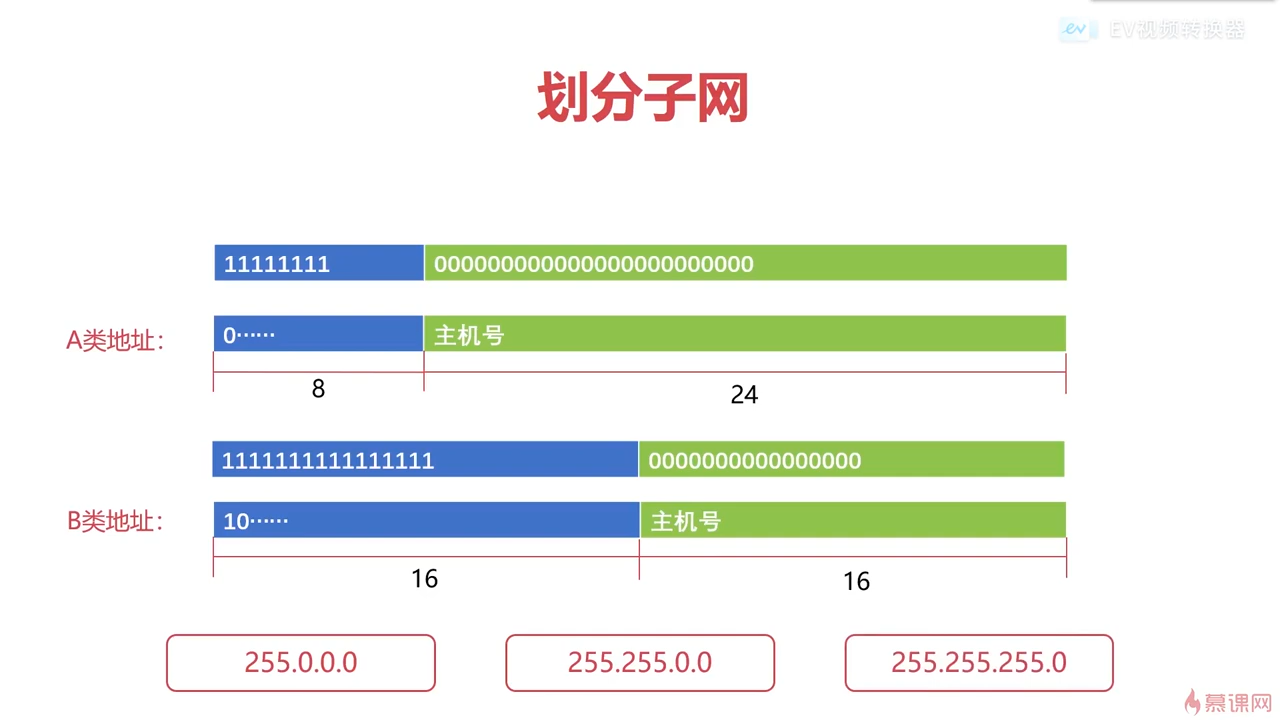 EV视频转换器
划分子网
11111111 000000000000000000000000
A类地址: 0…… 主机号
8 24
1111111111111111 0000000000000000
B类地址: 10…… 主机号
16 16
255.0.0.0 255.255.0.0 255.255.255.0
慕课网